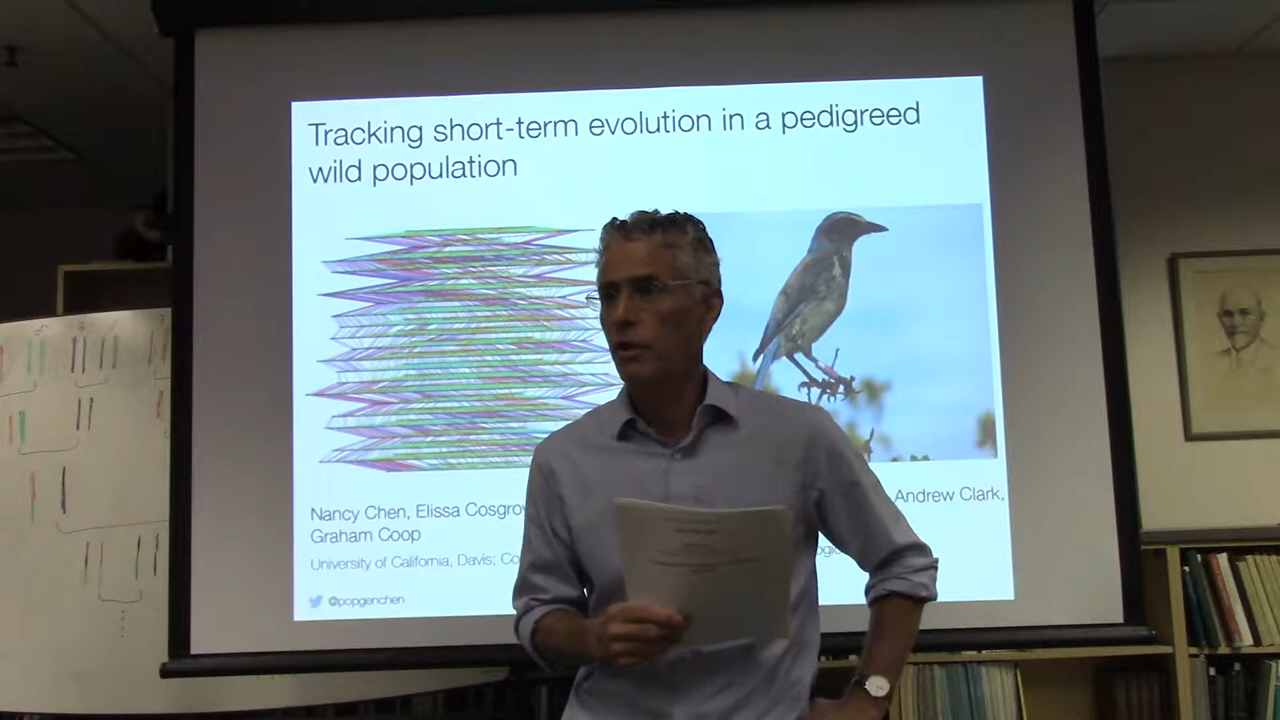 Tracking short-term evolution in a pedigreed
wild population
Nancy Chen, Elissa Cosgrov
Andrew Clark,
Graham Coop
University of California, Davis; Co
@popgenchen